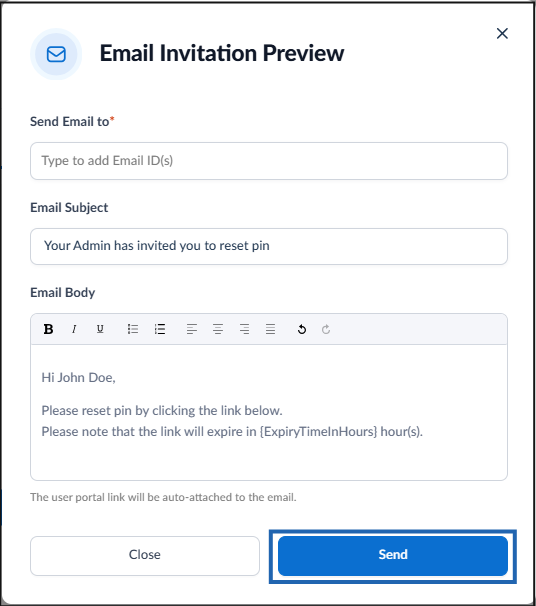 Email Invitation Preview
Send Email to*
Type to add Email ID(s)
Email Subject
Your Admin has invited you to reset pin
Email Body
B I U
Hi John Doe,
Please reset pin by clicking the link below.
Please note that the link will expire in {ExpiryTimeInHours} hour(s).
The user portal link will be auto-attached to the email.
Close
Send